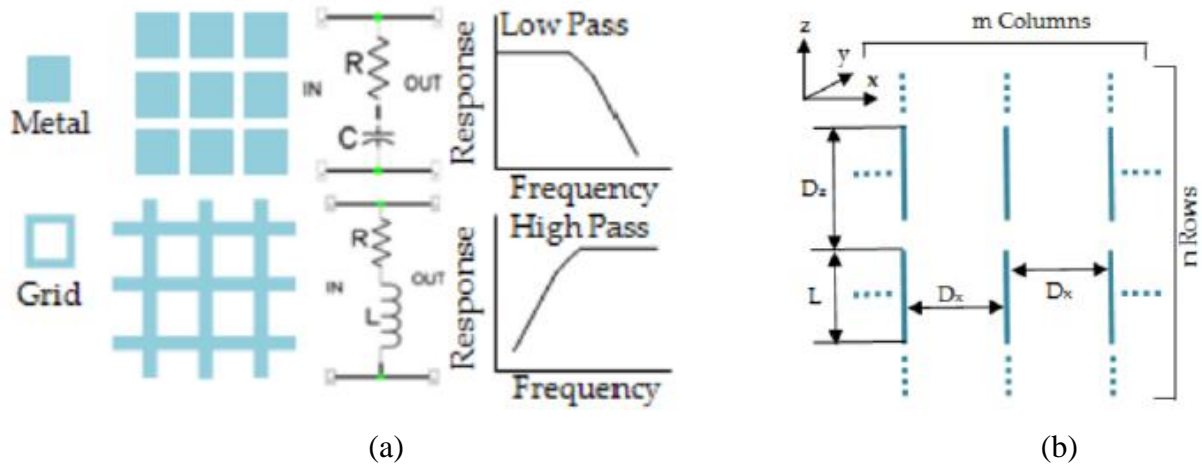 Metal
R
IN
OUT
C
Response
Low Pass
Frequency
Grid
R
IN
OUT
L
Response
High Pass
Frequency
(a)
m Columns
z
y
x
Dz
L
Dx
Dx
n Rows
(b)